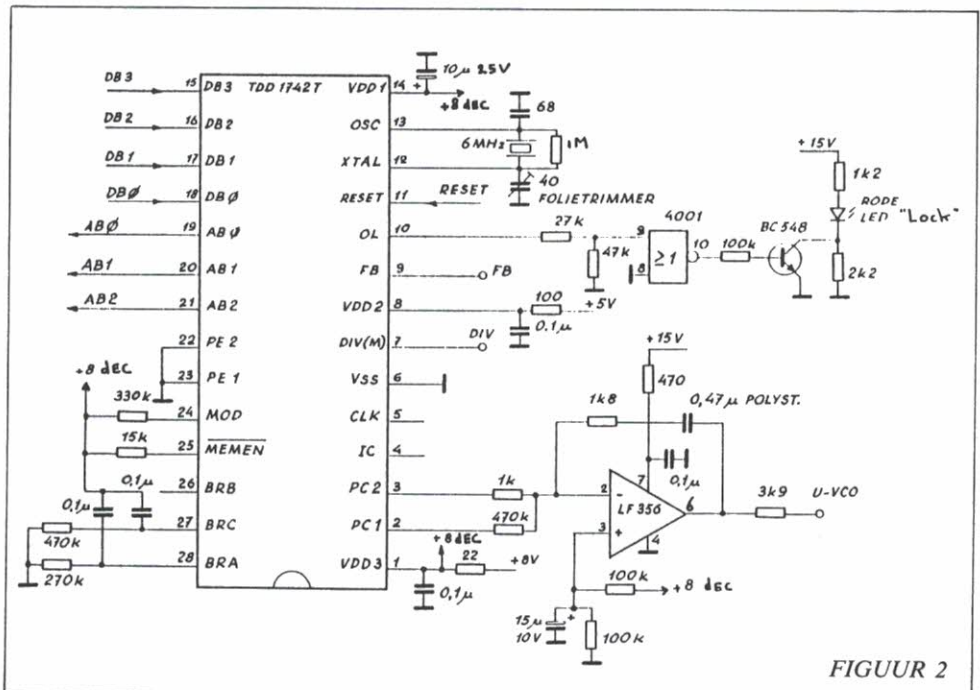 10µ 25V
DB3 15 DB3 TDD 1742T VDD1 14 +8 dEC
68
DB2 16 DB2 OSC 13
6MHz 1M
DB1 17 DB1 XTAL 12
40
+15V
DBØ 18 DBØ RESET 11 RESET FOLIETRIMMER
1k2
ABØ 19 ABØ OL 10 27k 9 4001 10 100k BC 548 RODE LED "Lock"
47k 8 ≥1
AB1 20 AB1 FB 9 FB
2k2
AB2 21 AB2 VDD2 8 100 +5V
0.1µ
22 PE2 DIV(M) 7 DIV
+15V
+8 dEC 23 PE1 VSS 6
470
330k 24 MOD CLK 5
1k8 0,47µ POLYST.
15k 25 MEMEN IC 4
0,1µ
0,1µ 0,1µ 26 BRB PC2 3 1k 2 - 7
LF 356 6 3k9 U-VCO
470k 27 BRC PC1 2 470k 3 + 4
+8 dEC
270k 28 BRA VDD3 1 22 +8V
0,1µ
100k +8 dEC
15µ 10V +
100k
FIGUUR 2